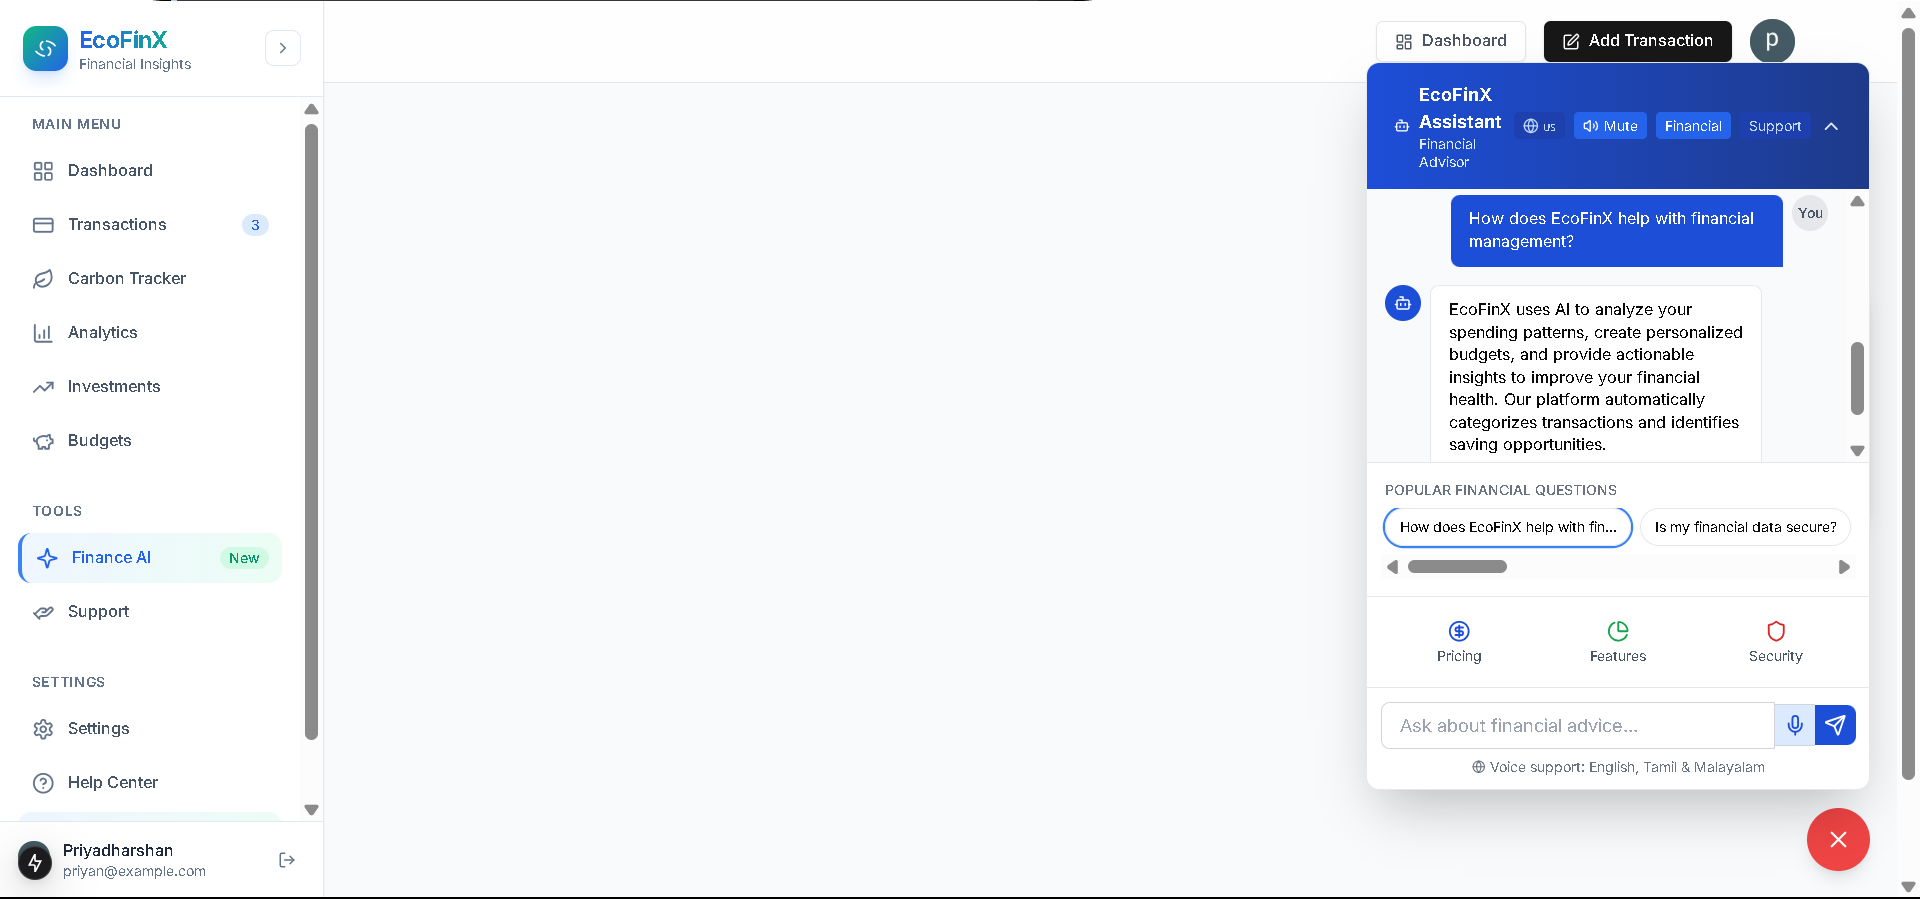 EcoFinX
Financial Insights
MAIN MENU
Dashboard
Transactions
3
Carbon Tracker
Analytics
Investments
Budgets
TOOLS
Finance AI
New
Support
SETTINGS
Settings
Help Center
Priyadharshan
priyan@example.com
Dashboard
Add Transaction
p
EcoFinX
Assistant
Financial
Advisor
US
Mute
Financial
Support
How does EcoFinX help with financial
management?
You
EcoFinX uses AI to analyze your
spending patterns, create personalized
budgets, and provide actionable
insights to improve your financial
health. Our platform automatically
categorizes transactions and identifies
saving opportunities.
POPULAR FINANCIAL QUESTIONS
How does EcoFinX help with fin...
Is my financial data secure?
Pricing
Features
Security
Ask about financial advice...
Voice support: English, Tamil & Malayalam